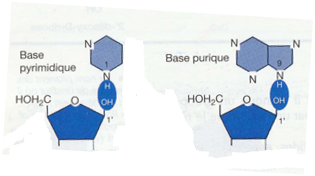 N
Base
pyrimidique
1
N
H
OH
HOH₂C
O
1'
N
N
Base purique
9
N
N
H
OH
HOH₂C
O
1'